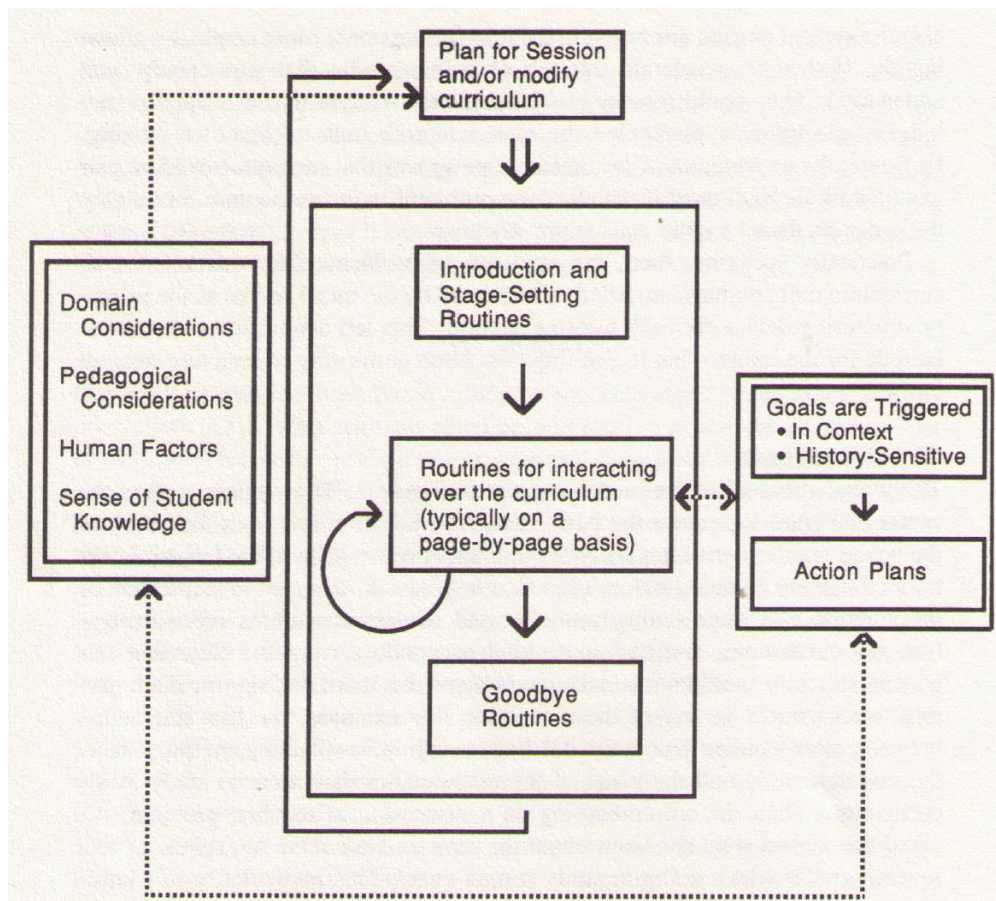 Plan for Session
and/or modify
curriculum
Introduction and
Stage-Setting
Routines
Domain
Considerations
Pedagogical
Considerations
Human Factors
Sense of Student
Knowledge
Routines for interacting
over the curriculum
(typically on a
page-by-page basis)
Goals are Triggered
• In Context
• History-Sensitive
Action Plans
Goodbye
Routines